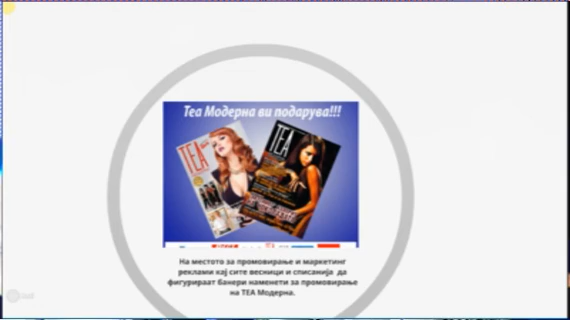 Теа Модерна ви подарува!!!
TEA
TEA
На местото за промовирање и маркетинг
реклами кај сите весници и списанија да
фигурираат банери наменети за промовирање
на ТЕА Модерна.